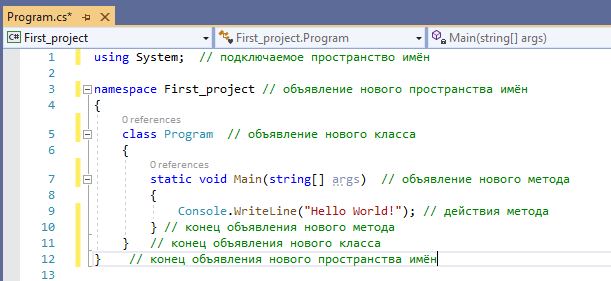 Program.cs*
First_project First_project.Program Main(string[] args)
1 using System;  // подключаемое пространство имён
2
3 namespace First_project // объявление нового пространства имён
4 {
0 references
5 class Program  // объявление нового класса
6 {
0 references
7 static void Main(string[] args)  // объявление нового метода
8 {
9 Console.WriteLine("Hello World!"); // действия метода
10 } // конец объявления нового метода
11 }   // конец объявления нового класса
12 }    // конец объявления нового пространства имён
13